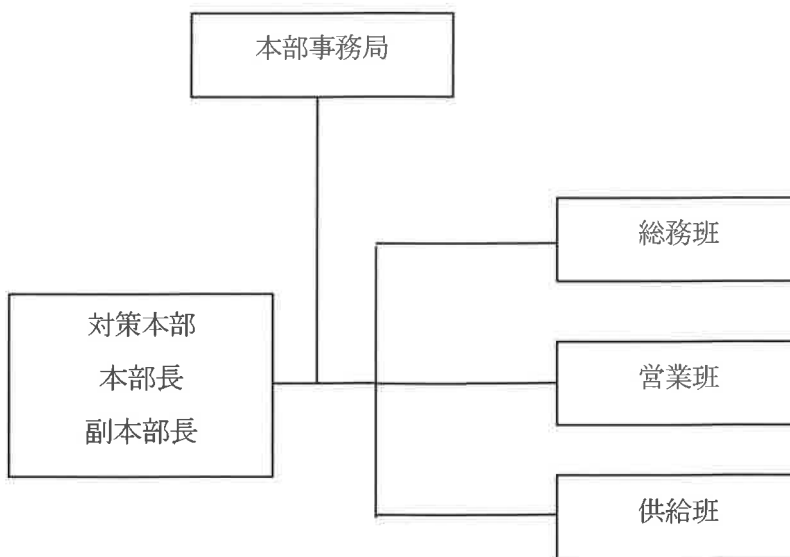 本部事務局
総務班
対策本部
本部長
副本部長
営業班
供給班